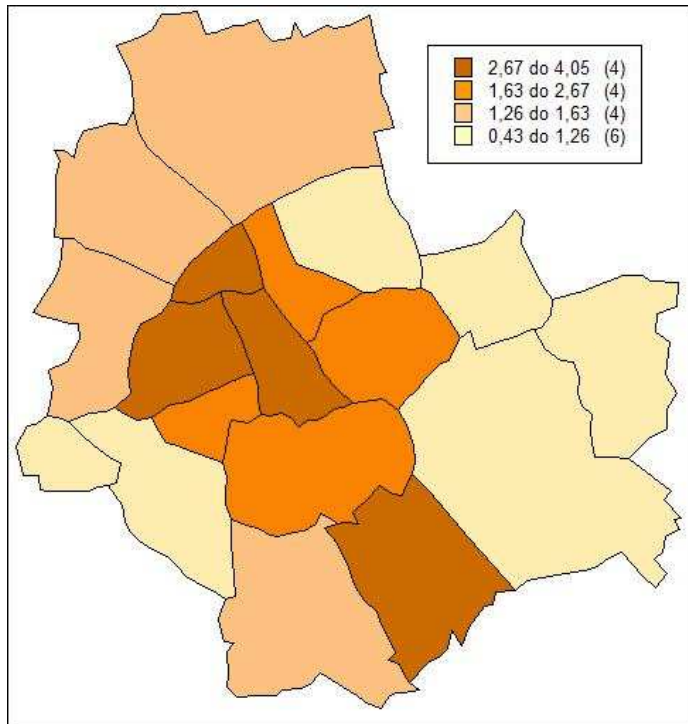 2,67 do 4,05 (4)
1,63 do 2,67 (4)
1,26 do 1,63 (4)
0,43 do 1,26 (6)